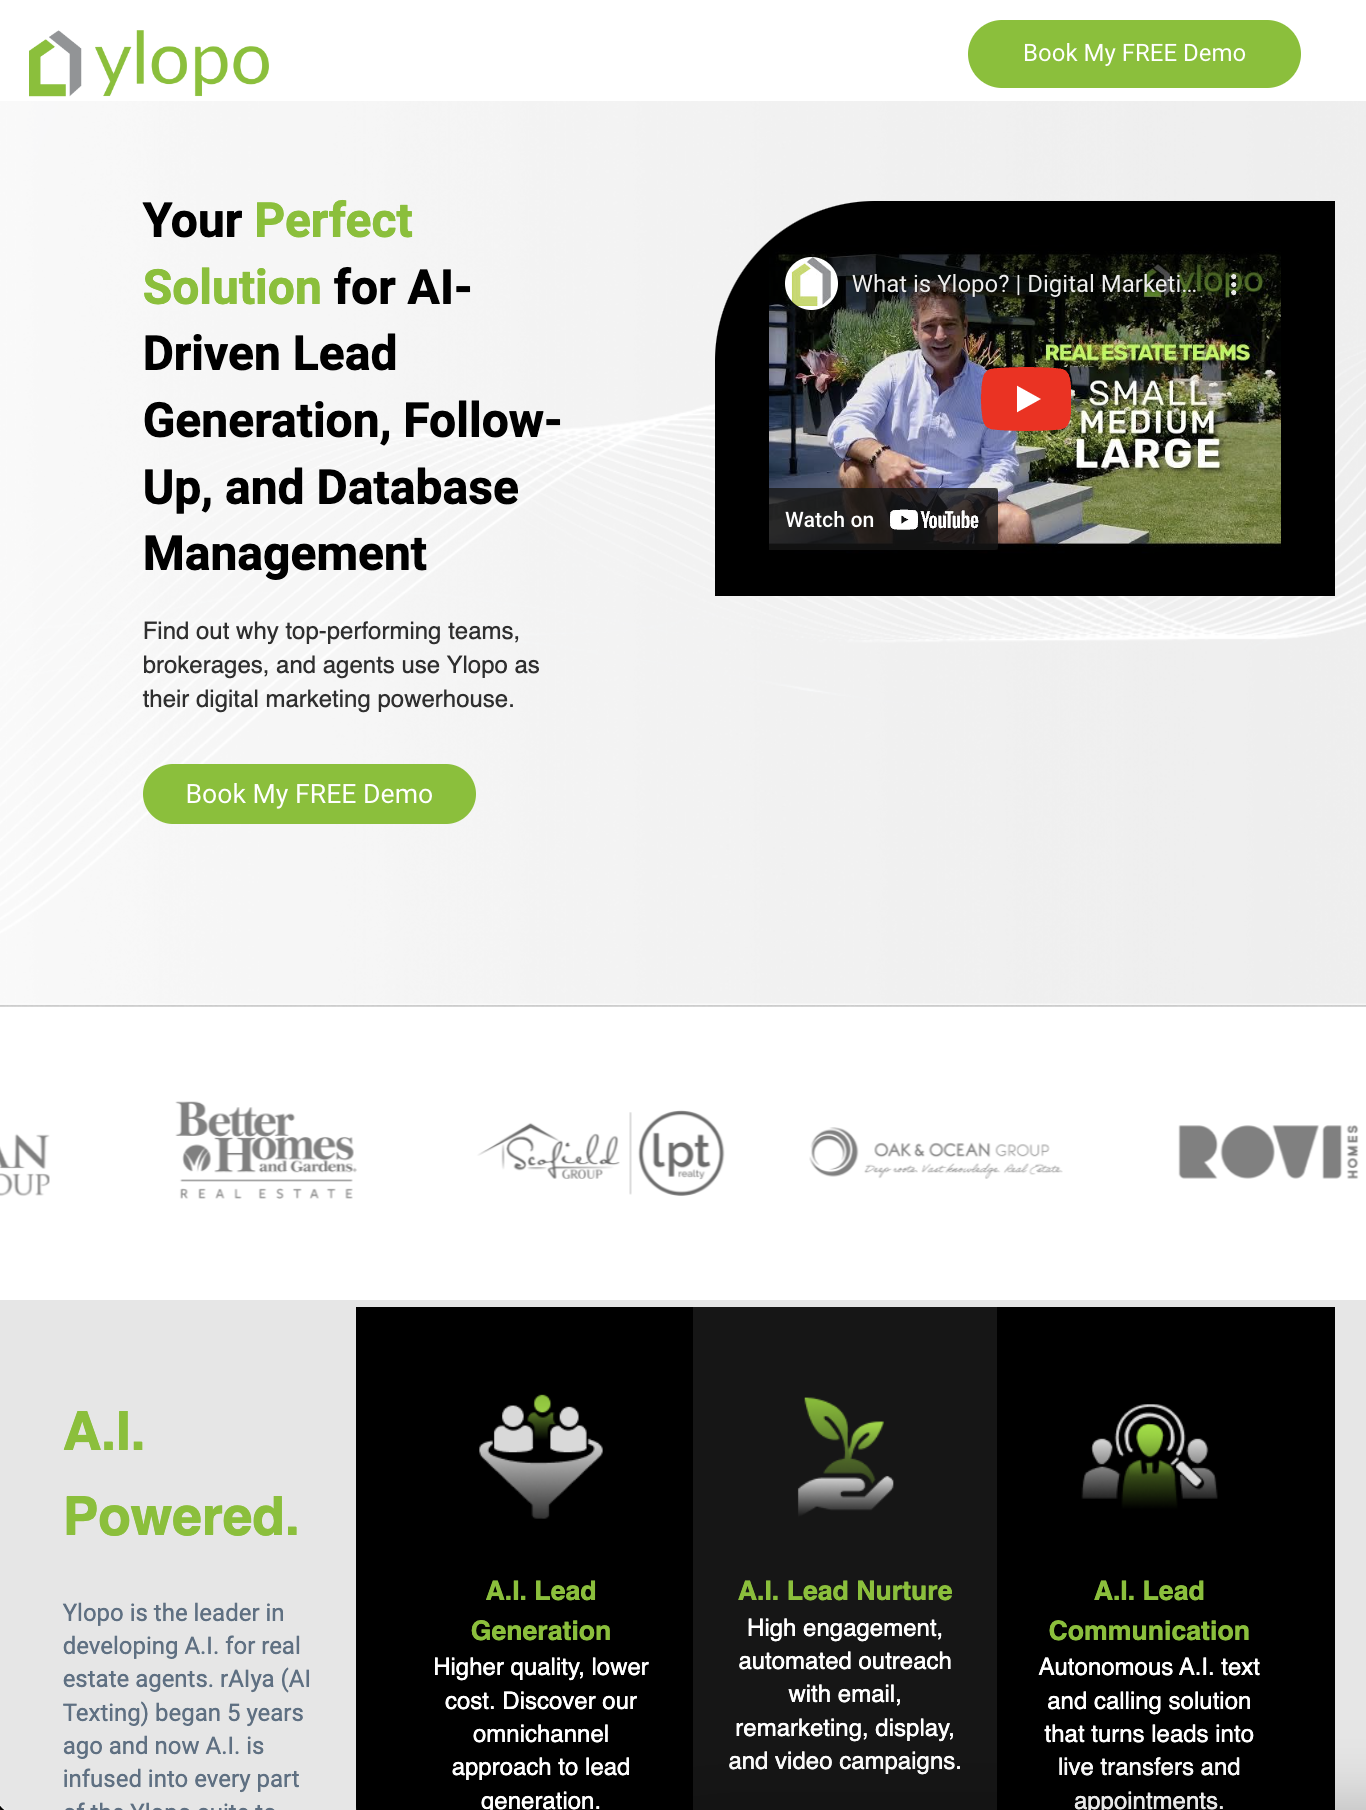 ylopo
Book My FREE Demo
Your Perfect
Solution for AI-
Driven Lead
Generation, Follow-
Up, and Database
Management
Find out why top-performing teams,
brokerages, and agents use Ylopo as
their digital marketing powerhouse.
Book My FREE Demo
What is Ylopo? | Digital Marketi...
ylopo
REAL ESTATE TEAMS
SMALL
MEDIUM
LARGE
Watch on YouTube
AN
OUP
Better
Homes
and Gardens.
REAL ESTATE
Scofield
GROUP
lpt
realty
OAK & OCEAN GROUP
Deep roots. Vast knowledge. Real Estate.
ROVI
HOMES
A.I.
Powered.
Ylopo is the leader in
developing A.I. for real
estate agents. rAIya (AI
Texting) began 5 years
ago and now A.I. is
infused into every part
of the Ylopo suite to
A.I. Lead
Generation
Higher quality, lower
cost. Discover our
omnichannel
approach to lead
generation.
A.I. Lead Nurture
High engagement,
automated outreach
with email,
remarketing, display,
and video campaigns.
A.I. Lead
Communication
Autonomous A.I. text
and calling solution
that turns leads into
live transfers and
appointments.